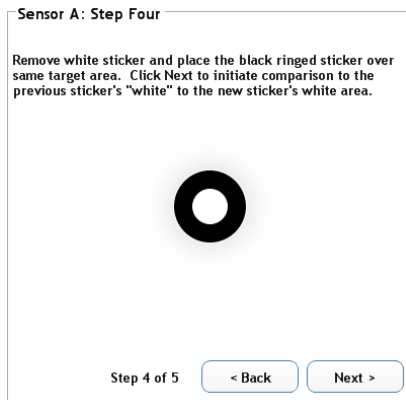 Sensor A: Step Four
Remove white sticker and place the black ringed sticker over
same target area.  Click Next to initiate comparison to the
previous sticker's "white" to the new sticker's white area.
Step 4 of 5
< Back
Next >